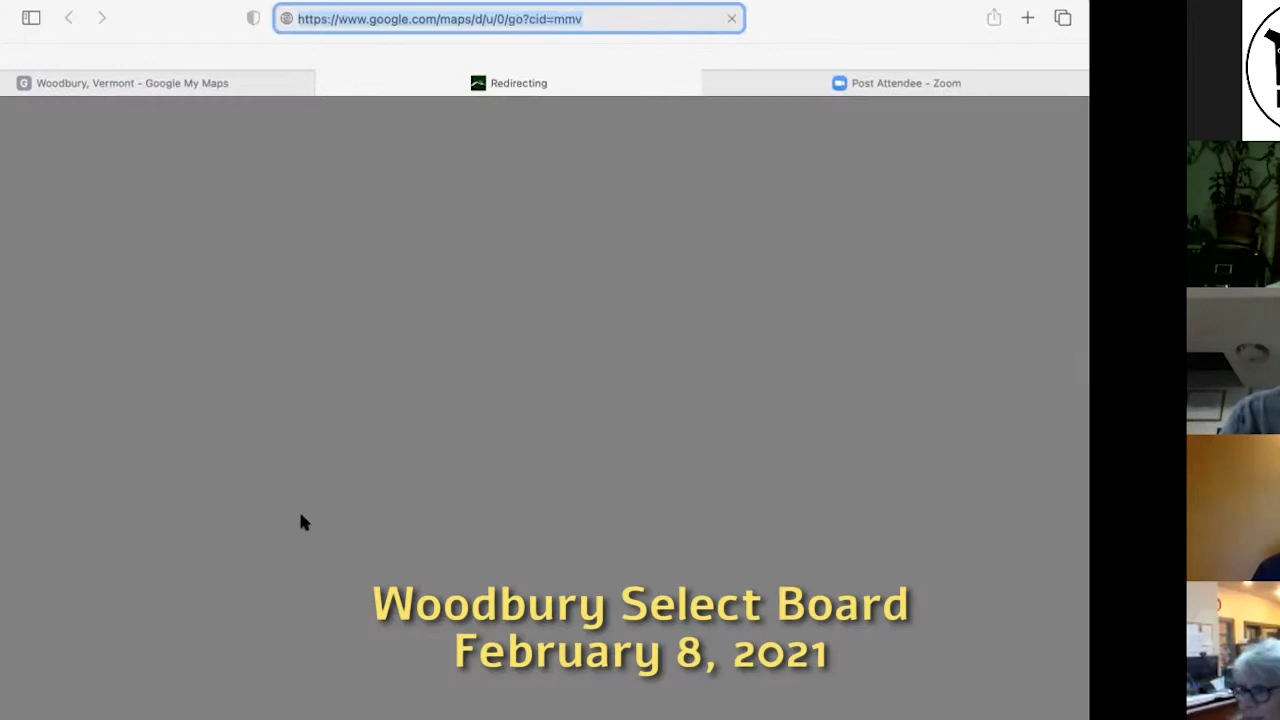 https://www.google.com/maps/d/u/0/go?cid=mmv
Woodbury, Vermont - Google My Maps
Redirecting
Post Attendee - Zoom
Woodbury Select Board
February 8, 2021